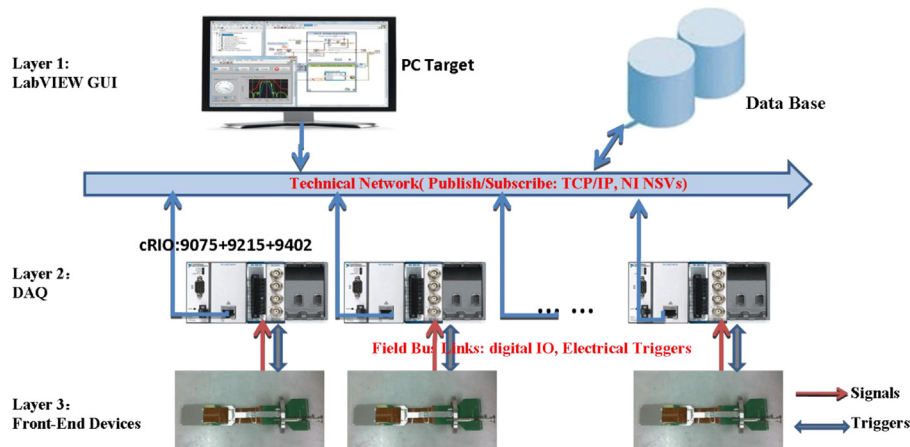 Layer 1:
LabVIEW GUI
PC Target
Data Base
Technical Network( Publish/Subscribe: TCP/IP, NI NSVs)
cRIO:9075+9215+9402
Layer 2:
DAQ
... ...
Field Bus Links: digital IO, Electrical Triggers
Layer 3:
Front-End Devices
Signals
Triggers